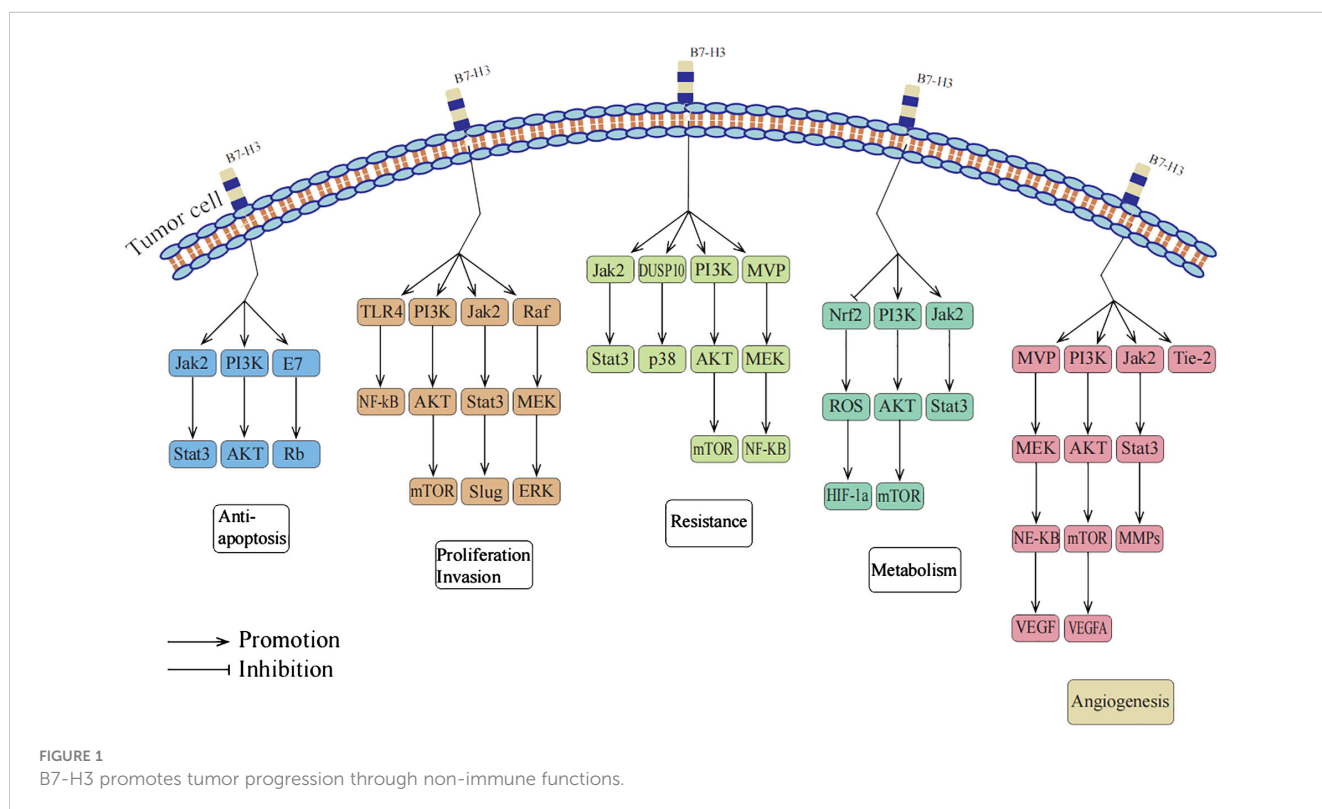 B7-H3
B7-H3
B7-H3
B7-H3
B7-H3
Tumor cell
Jak2 PI3K E7
Stat3 AKT Rb
Anti-
apoptosis
TLR4 PI3K Jak2 Raf
NF-kB AKT Stat3 MEK
mTOR Slug ERK
Proliferation
Invasion
Jak2 DUSP10 PI3K MVP
Stat3 p38 AKT MEK
mTOR NF-KB
Resistance
Nrf2 PI3K Jak2
ROS AKT Stat3
HIF-1a mTOR
Metabolism
MVP PI3K Jak2 Tie-2
MEK AKT Stat3
NE-KB mTOR MMPs
VEGF VEGFA
Angiogenesis
Promotion
Inhibition
FIGURE 1
B7-H3 promotes tumor progression through non-immune functions.